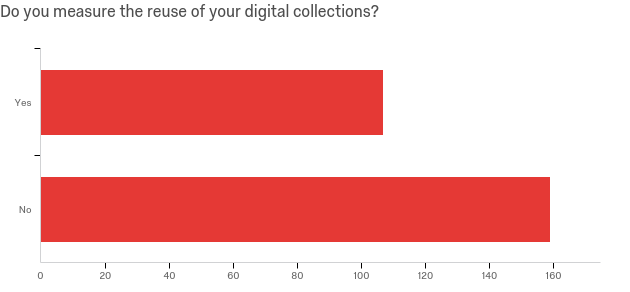 Do you measure the reuse of your digital collections?
Yes
No
0 20 40 60 80 100 120 140 160